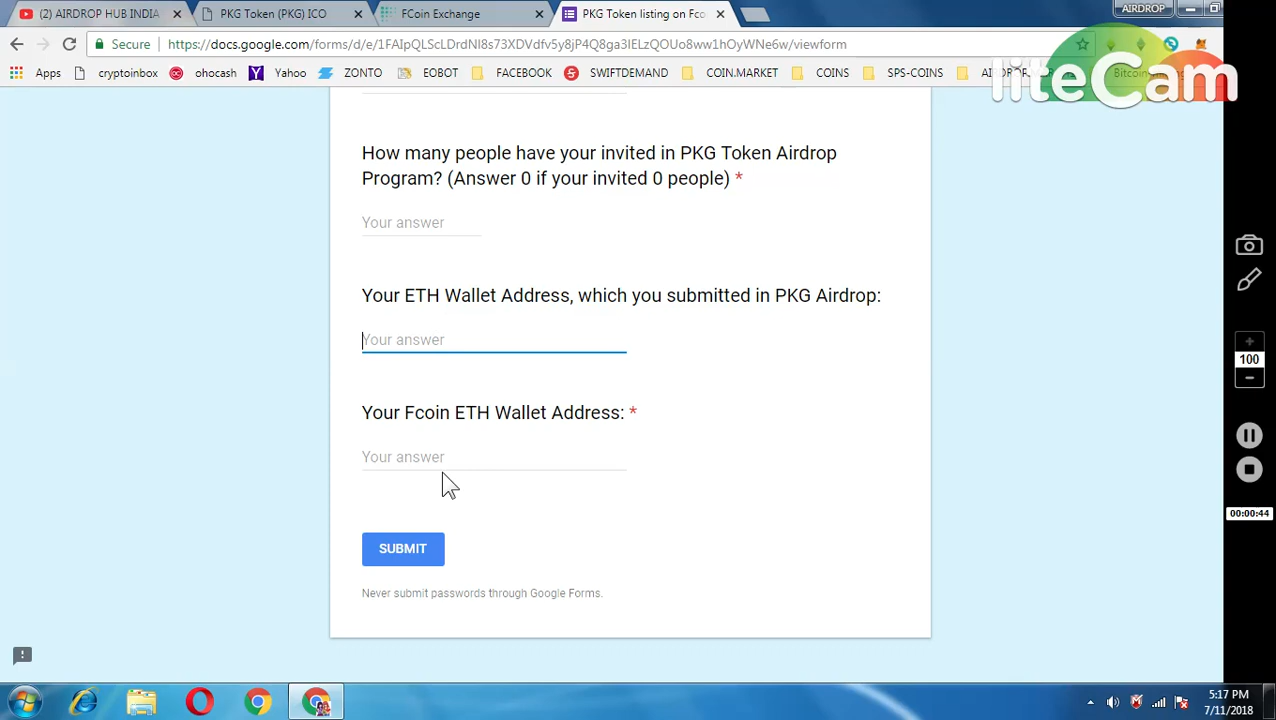 (2) AIRDROP HUB INDIA
PKG Token (PKG ICO
FCoin Exchange
PKG Token listing on Fco
AIRDROP
Secure
https://docs.google.com/forms/d/e/1FAIpQLScLDrdNI8s73XDVdfv5y8jP4Q8ga3IELzQOUo8ww1hOyWNe6w/viewform
Apps
cryptoinbox
ohocash
Yahoo
ZONTO
EOBOT
FACEBOOK
SWIFTDEMAND
COIN.MARKET
COINS
SPS-COINS
liteCam
How many people have your invited in PKG Token Airdrop
Program? (Answer 0 if your invited 0 people) *
Your answer
Your ETH Wallet Address, which you submitted in PKG Airdrop:
Your answer
Your Fcoin ETH Wallet Address: *
Your answer
SUBMIT
Never submit passwords through Google Forms.
100
00:00:44
5:17 PM
7/11/2018